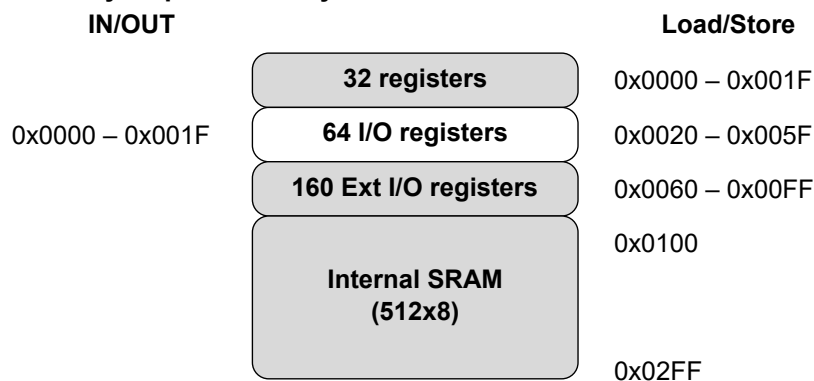 IN/OUT Load/Store
32 registers 0x0000 – 0x001F
0x0000 – 0x001F 64 I/O registers 0x0020 – 0x005F
160 Ext I/O registers 0x0060 – 0x00FF
0x0100
Internal SRAM
(512x8)
0x02FF